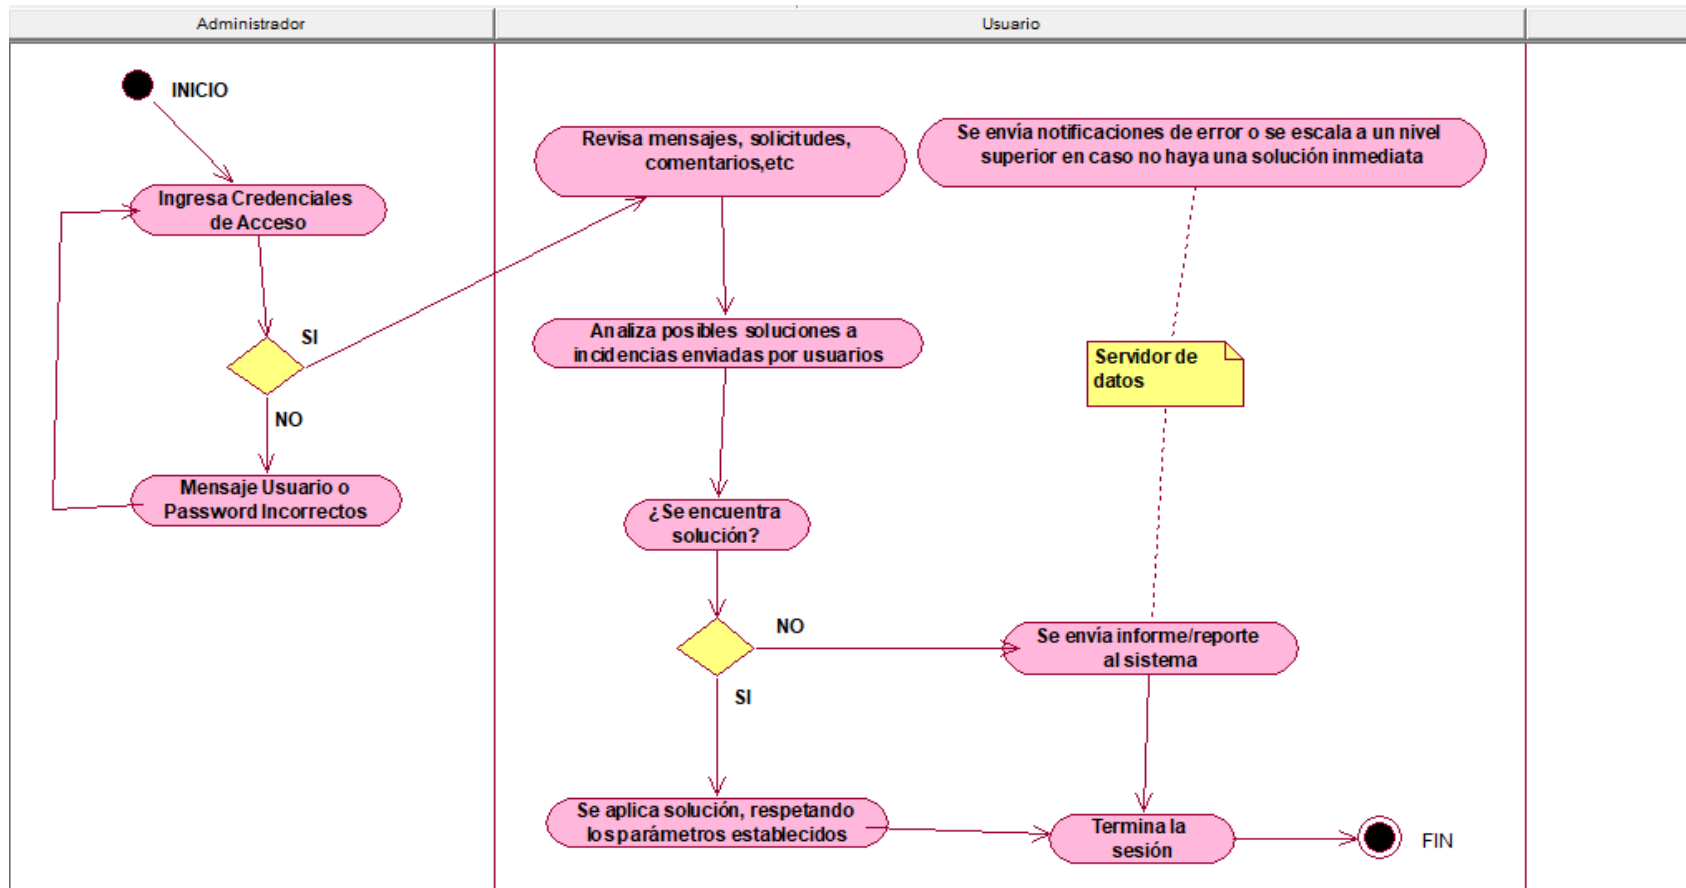 Administrador
Usuario
INICIO
Ingresa Credenciales
de Acceso
SI
NO
Mensaje Usuario o
Password Incorrectos
Revisa mensajes, solicitudes,
comentarios,etc
Analiza posibles soluciones a
incidencias enviadas por usuarios
¿Se encuentra
solución?
NO
SI
Se aplica solución, respetando
los parámetros establecidos
Se envía notificaciones de error o se escala a un nivel
superior en caso no haya una solución inmediata
Servidor de
datos
Se envía informe/reporte
al sistema
Termina la
sesión
FIN